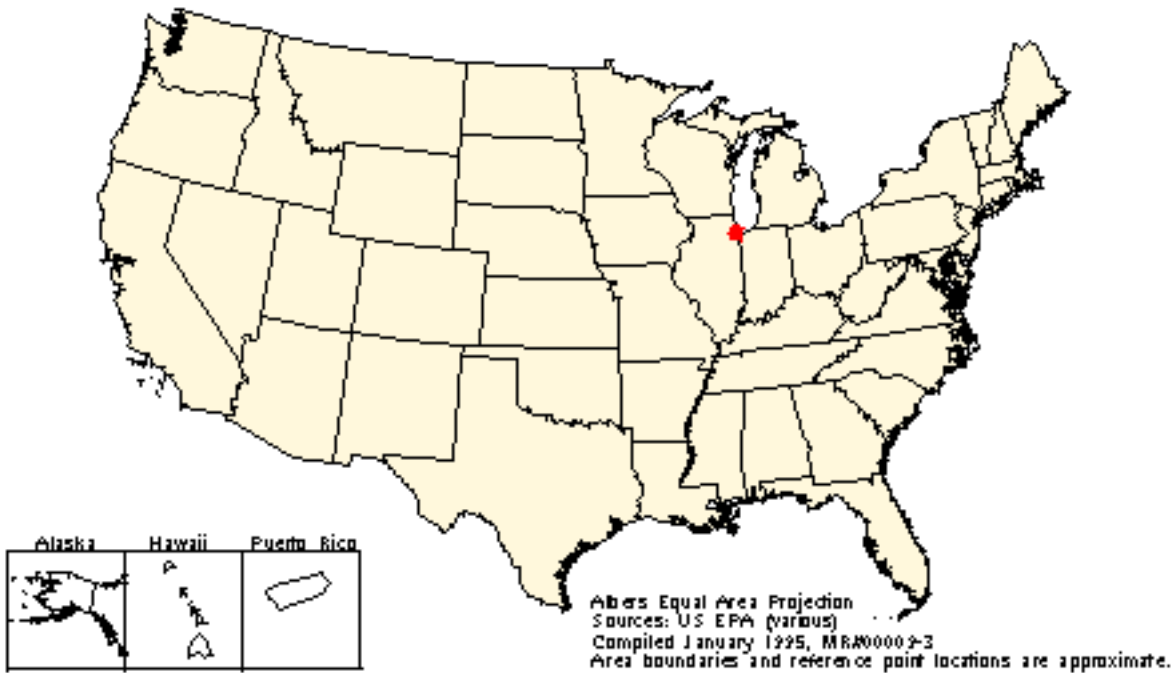 Alaska Hawaii Puerto Rico
Albers Equal Area Projection
Sources: US EPA (various)
Compiled January 1995, MR#00009-3
Area boundaries and reference point locations are approximate.